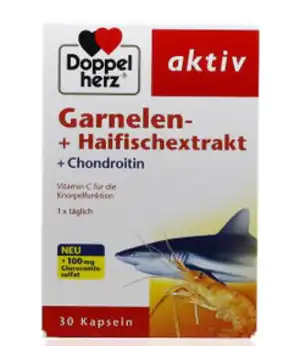 Doppel
herz®
aktiv
Garnelen-
+ Haifischextrakt
+ Chondroitin
Vitamin C für die
Knorpelfunktion
1 x täglich
NEU
+ 100 mg
Glucosamin-
sulfat
30 Kapseln